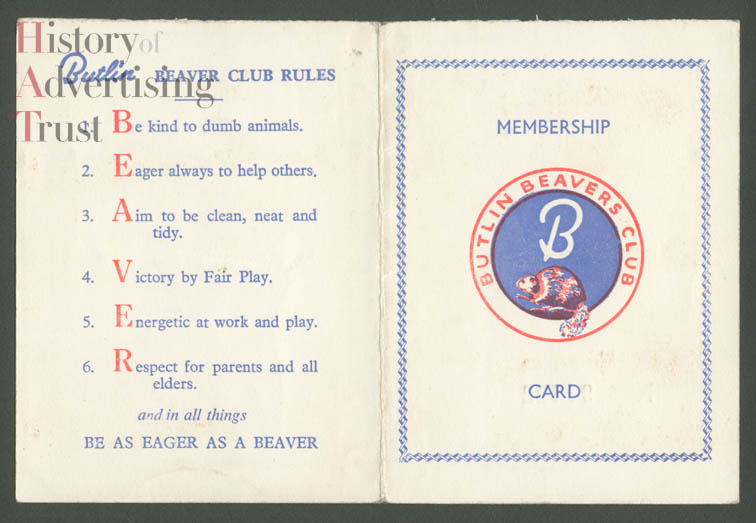 History of
Advertising
Trust
Butlin BEAVER CLUB RULES
1. Be kind to dumb animals.
2. Eager always to help others.
3. Aim to be clean, neat and
tidy.
4. Victory by Fair Play.
5. Energetic at work and play.
6. Respect for parents and all
elders.
and in all things
BE AS EAGER AS A BEAVER
MEMBERSHIP
BUTLIN BEAVERS CLUB
B
CARD